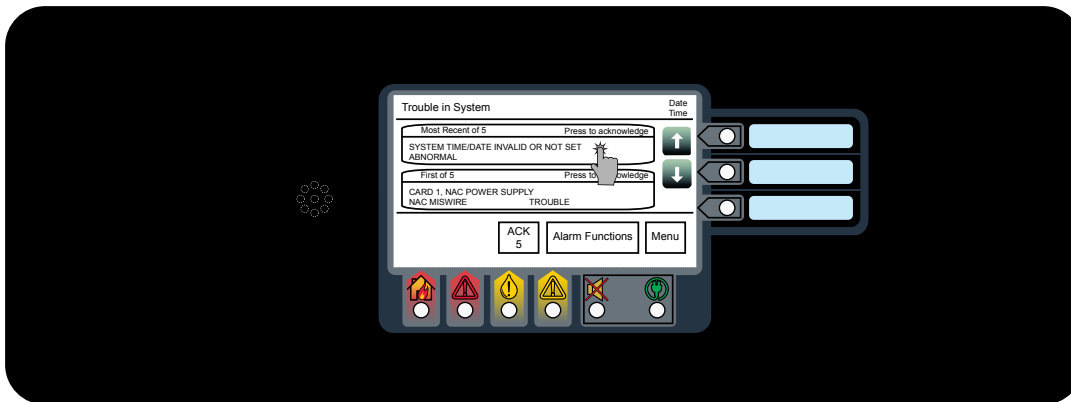 Trouble in System
Date
Time
Most Recent of 5 Press to acknowledge
SYSTEM TIME/DATE INVALID OR NOT SET
ABNORMAL
First of 5 Press to wledge
CARD 1, NAC POWER SUPPLY
NAC MISWIRE TROUBLE
ACK
5
Alarm Functions
Menu